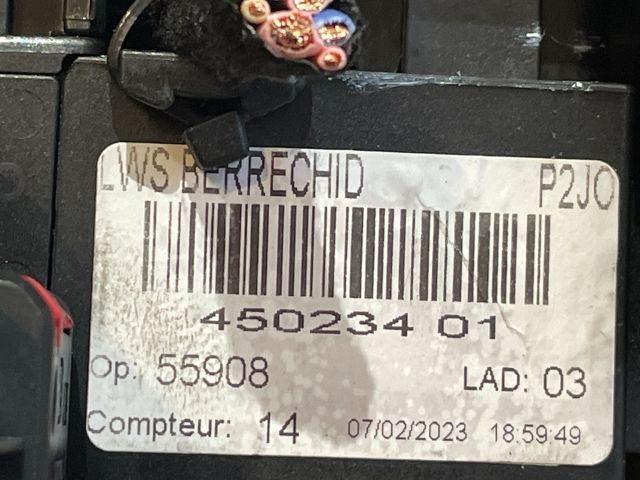 LWS BERRECHID P2JO
450234 01
Op: 55908 LAD: 03
Compteur: 14 07/02/2023 18:59:49